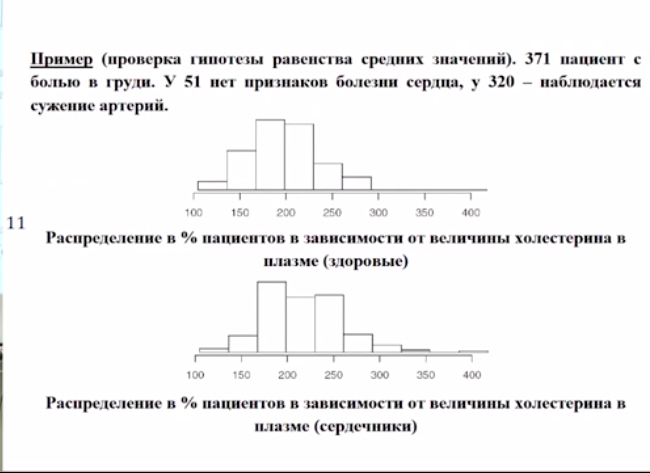 Пример (проверка гипотезы равенства средних значений). 371 пациент с
болью в груди. У 51 нет признаков болезни сердца, у 320 – наблюдается
сужение артерий.
100 150 200 250 300 350 400
11
Распределение в % пациентов в зависимости от величины холестерина в
плазме (здоровые)
100 150 200 250 300 350 400
Распределение в % пациентов в зависимости от величины холестерина в
плазме (сердечники)